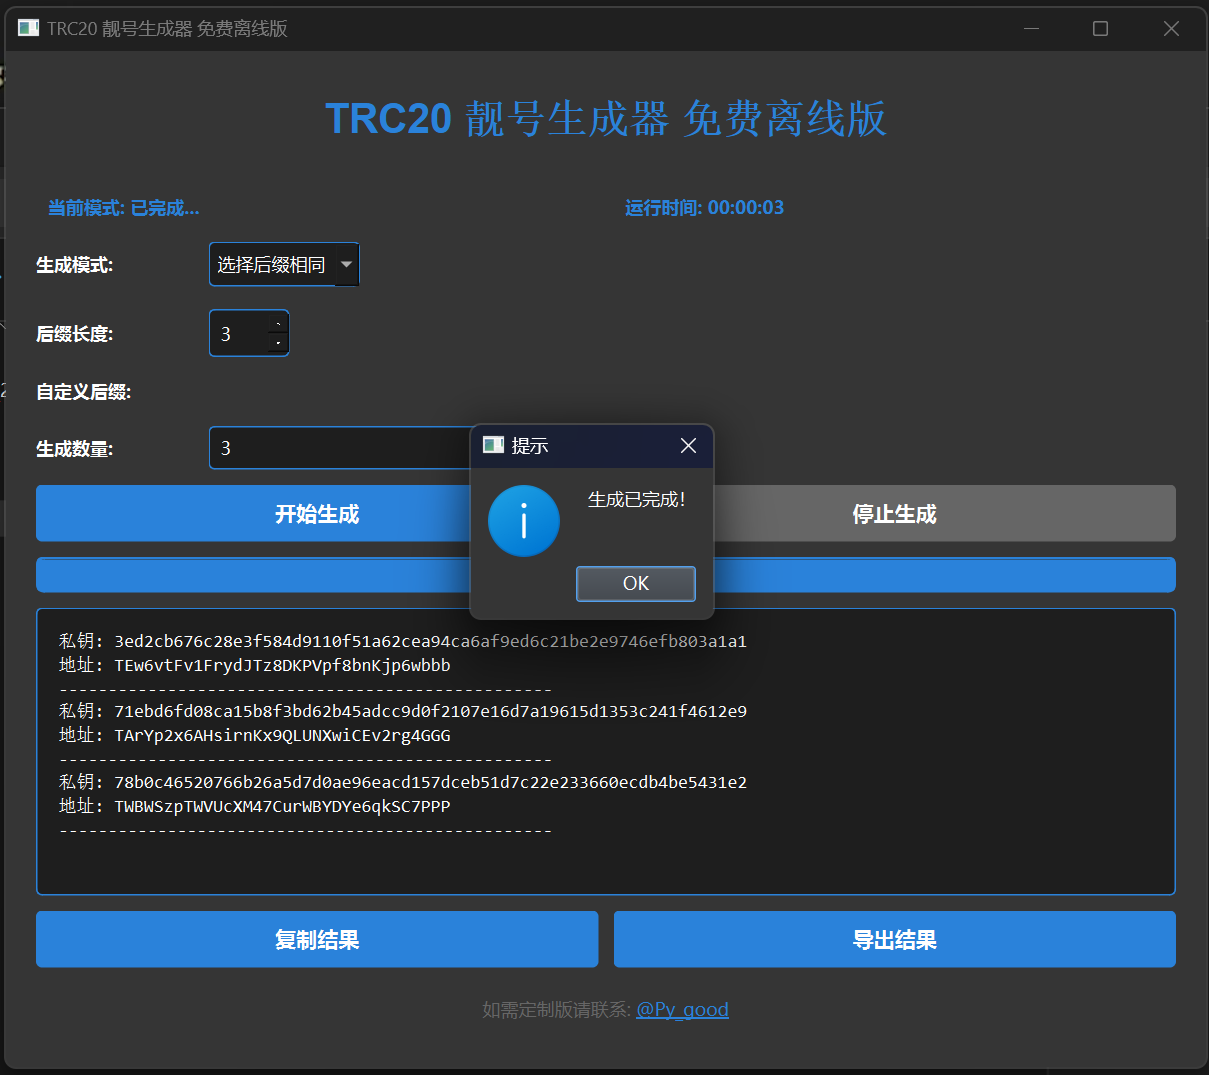 TRC20 靓号生成器 免费离线版
TRC20 靓号生成器 免费离线版
当前模式: 已完成...
运行时间: 00:00:03
生成模式:
选择后缀相同
后缀长度:
3
自定义后缀:
生成数量:
3
提示
生成已完成!
OK
开始生成
停止生成
私钥: 3ed2cb676c28e3f584d9110f51a62cea94ca6af9ed6c21be2e9746efb803a1a1
地址: TEw6vtFv1FrydJTz8DKPVpf8bnKjp6wbbb
--------------------------------------------------
私钥: 71ebd6fd08ca15b8f3bd62b45adcc9d0f2107e16d7a19615d1353c241f4612e9
地址: TArYp2x6AHsirnKx9QLUNXwiCEv2rg4GGG
--------------------------------------------------
私钥: 78b0c46520766b26a5d7d0ae96eacd157dceb51d7c22e233660ecdb4be5431e2
地址: TWBWSzpTWVUcXM47CurWBYDYe6qkSC7PPP
--------------------------------------------------
复制结果
导出结果
如需定制版请联系: @Py_good